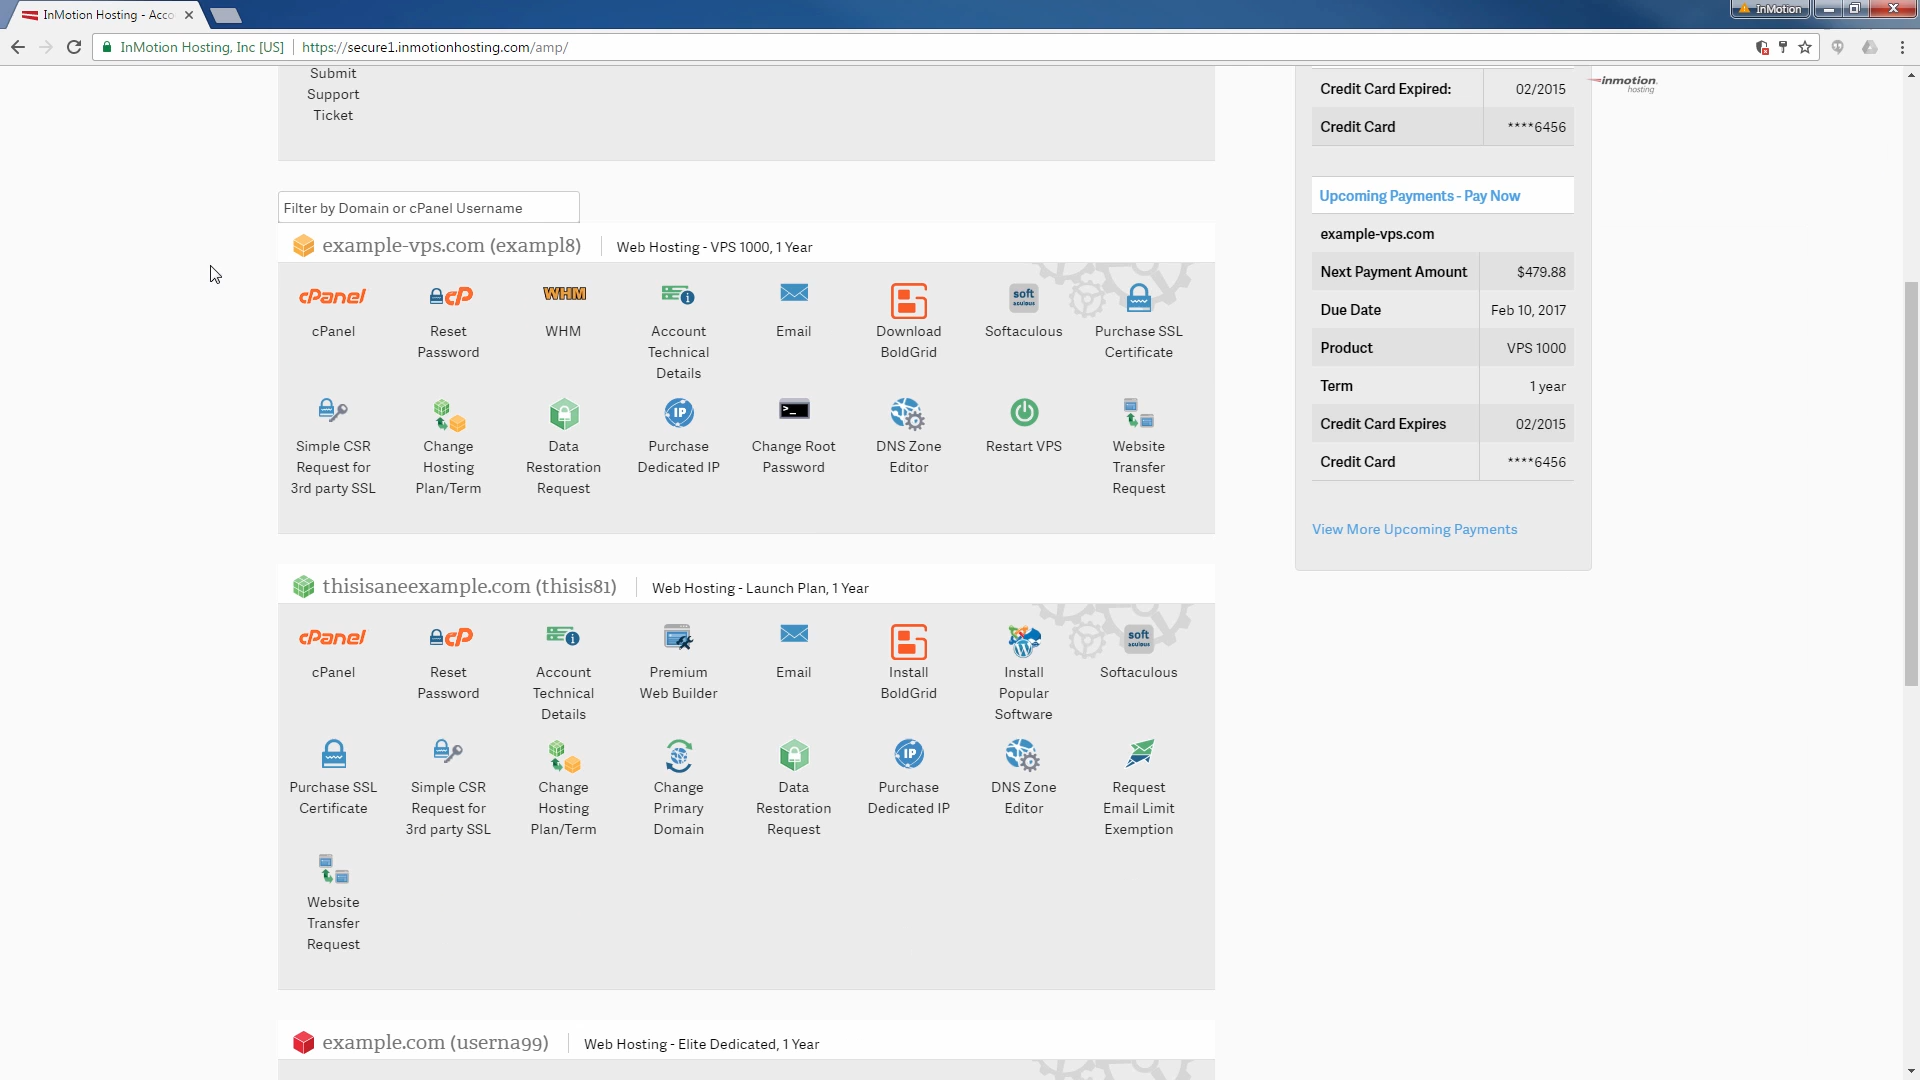 InMotion Hosting - Acco
InMotion
InMotion Hosting, Inc [US]
https://secure1.inmotionhosting.com/amp/
Submit
Support
Ticket
Credit Card Expired:
02/2015
Credit Card
****6456
inmotion
hosting
Upcoming Payments - Pay Now
example-vps.com
Next Payment Amount
$479.88
Due Date
Feb 10, 2017
Product
VPS 1000
Term
1 year
Credit Card Expires
02/2015
Credit Card
****6456
View More Upcoming Payments
Filter by Domain or cPanel Username
example-vps.com (exampl8)
Web Hosting - VPS 1000, 1 Year
cPanel
cPanel
cP
Reset
Password
WHM
WHM
Account
Technical
Details
Email
Download
BoldGrid
soft
aculous
Softaculous
Purchase SSL
Certificate
Simple CSR
Request for
3rd party SSL
Change
Hosting
Plan/Term
Data
Restoration
Request
IP
Purchase
Dedicated IP
>_
Change Root
Password
DNS Zone
Editor
Restart VPS
Website
Transfer
Request
thisisaneexample.com (thisis81)
Web Hosting - Launch Plan, 1 Year
cPanel
cPanel
cP
Reset
Password
Account
Technical
Details
Premium
Web Builder
Email
Install
BoldGrid
Install
Popular
Software
soft
aculous
Softaculous
Purchase SSL
Certificate
Simple CSR
Request for
3rd party SSL
Change
Hosting
Plan/Term
Change
Primary
Domain
Data
Restoration
Request
IP
Purchase
Dedicated IP
DNS Zone
Editor
Request
Email Limit
Exemption
Website
Transfer
Request
example.com (userna99)
Web Hosting - Elite Dedicated, 1 Year